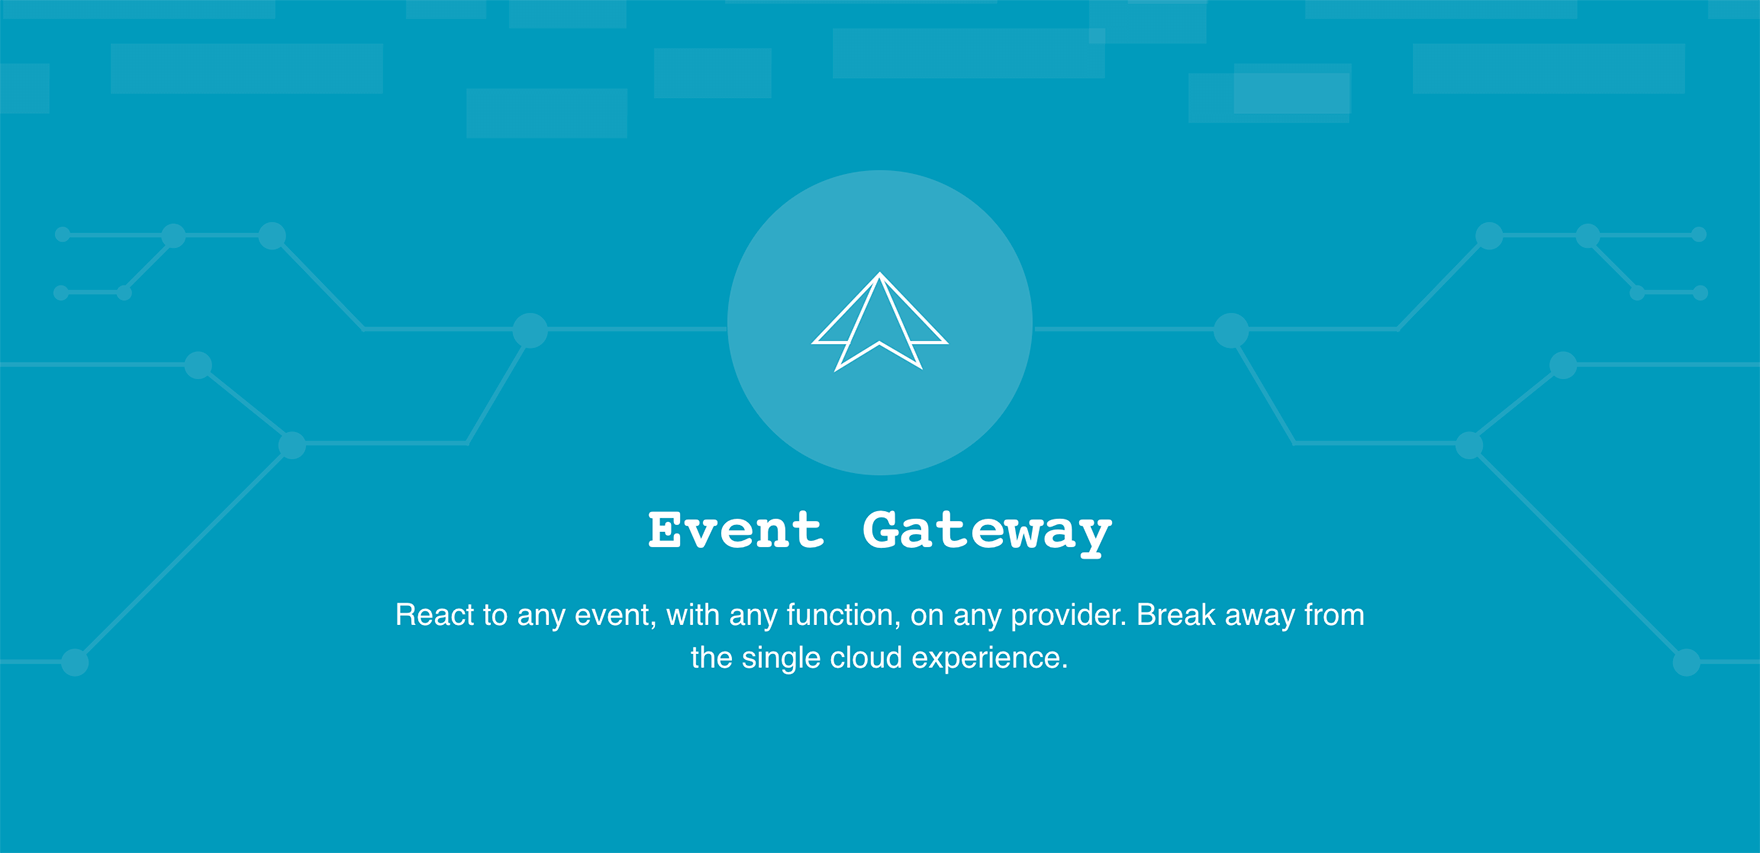 Event Gateway
React to any event, with any function, on any provider. Break away from
the single cloud experience.